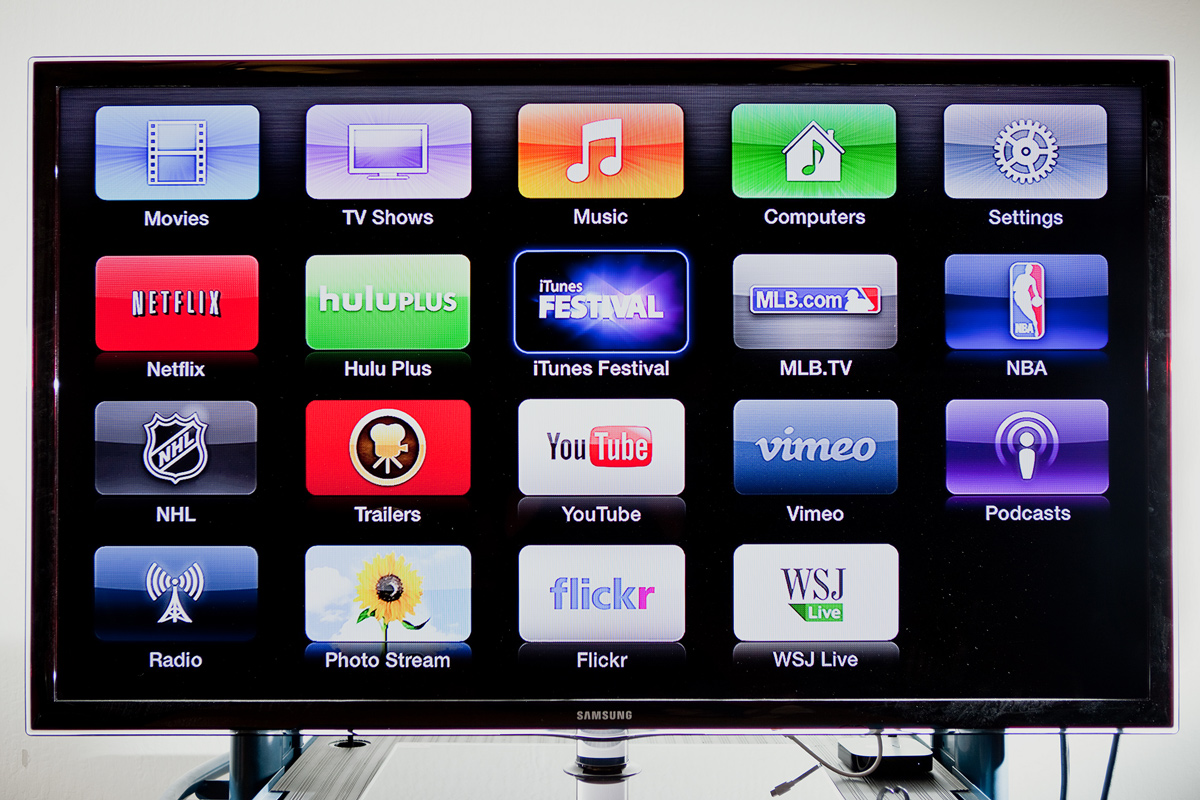 Movies
TV Shows
Music
Computers
Settings
NETFLIX
huluPLUS
iTunes
FESTIVAL
MLB.com
NBA
Netflix
Hulu Plus
iTunes Festival
MLB.TV
NBA
NHL
YouTube
vimeo
NHL
Trailers
YouTube
Vimeo
Podcasts
flickr
WSJ
Live
Radio
Photo Stream
Flickr
WSJ Live
SAMSUNG